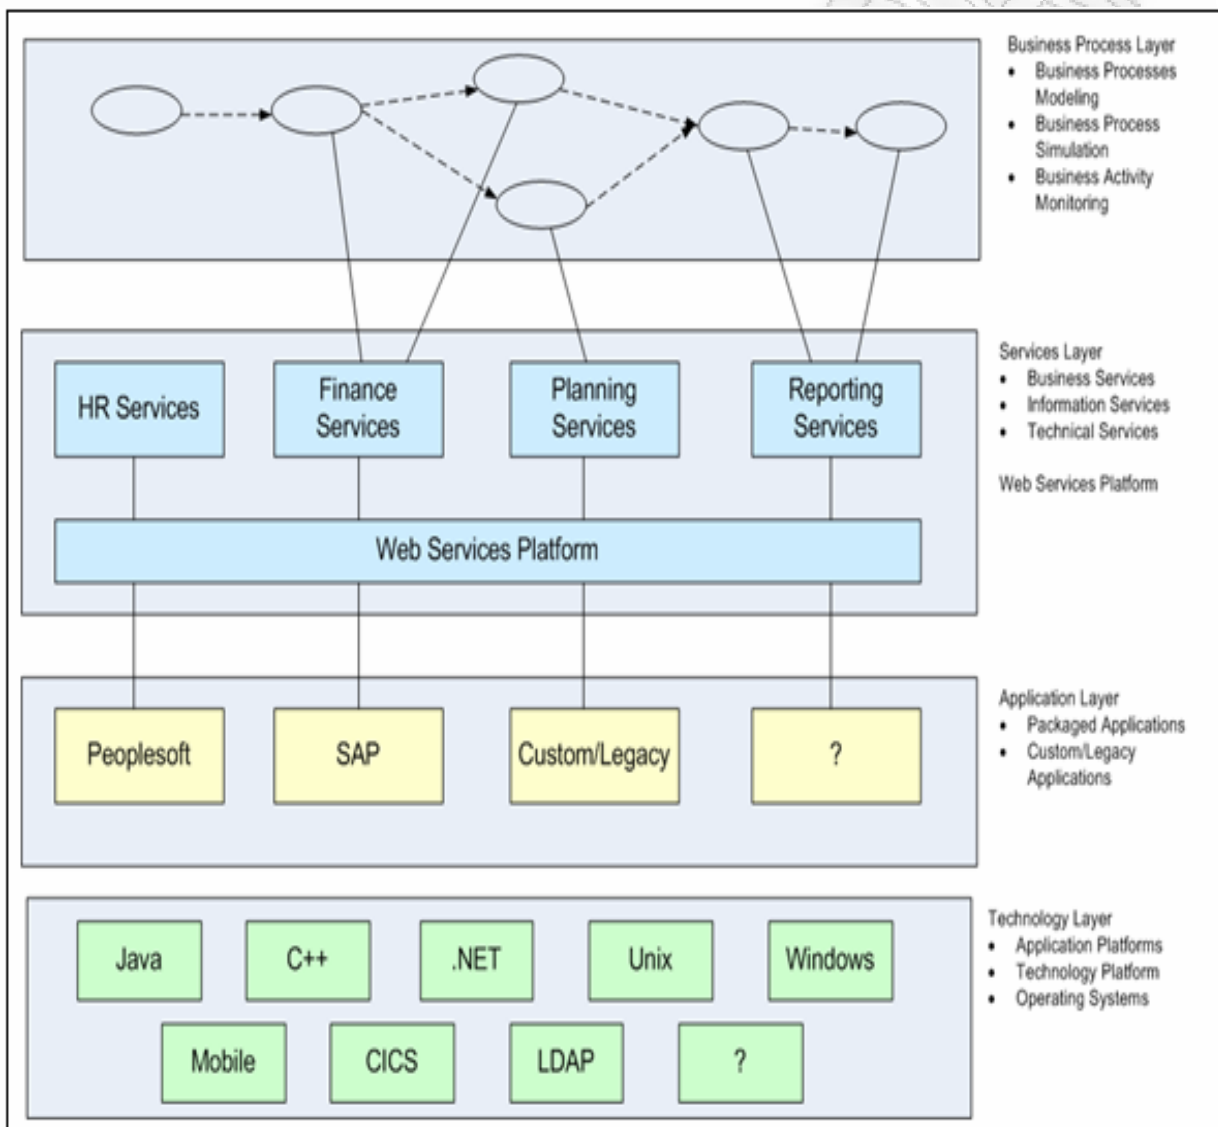 Business Process Layer
• Business Processes
Modeling
• Business Process
Simulation
• Business Activity
Monitoring
HR Services
Finance
Services
Planning
Services
Reporting
Services
Web Services Platform
Services Layer
• Business Services
• Information Services
• Technical Services
Web Services Platform
Peoplesoft
SAP
Custom/Legacy
?
Application Layer
• Packaged Applications
• Custom/Legacy
Applications
Java
C++
.NET
Unix
Windows
Mobile
CICS
LDAP
?
Technology Layer
• Application Platforms
• Technology Platform
• Operating Systems